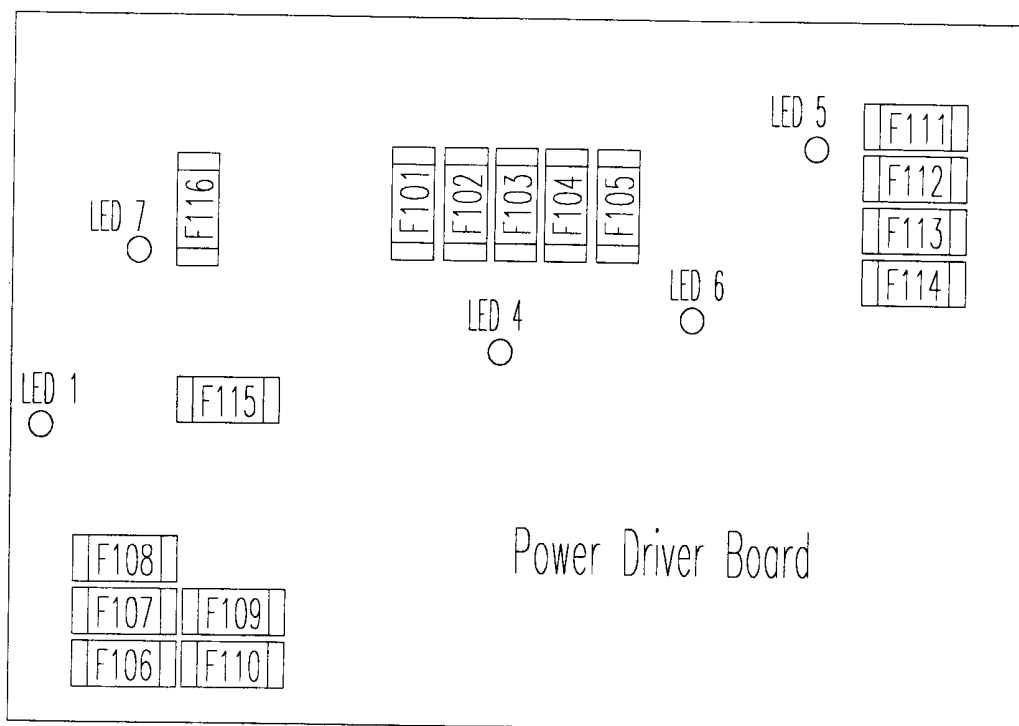 LED 5
F111
F112
F113
F114
F116
LED 7
F101
F102
F103
F104
F105
LED 6
LED 4
LED 1
F115
Power Driver Board
F108
F107
F109
F106
F110